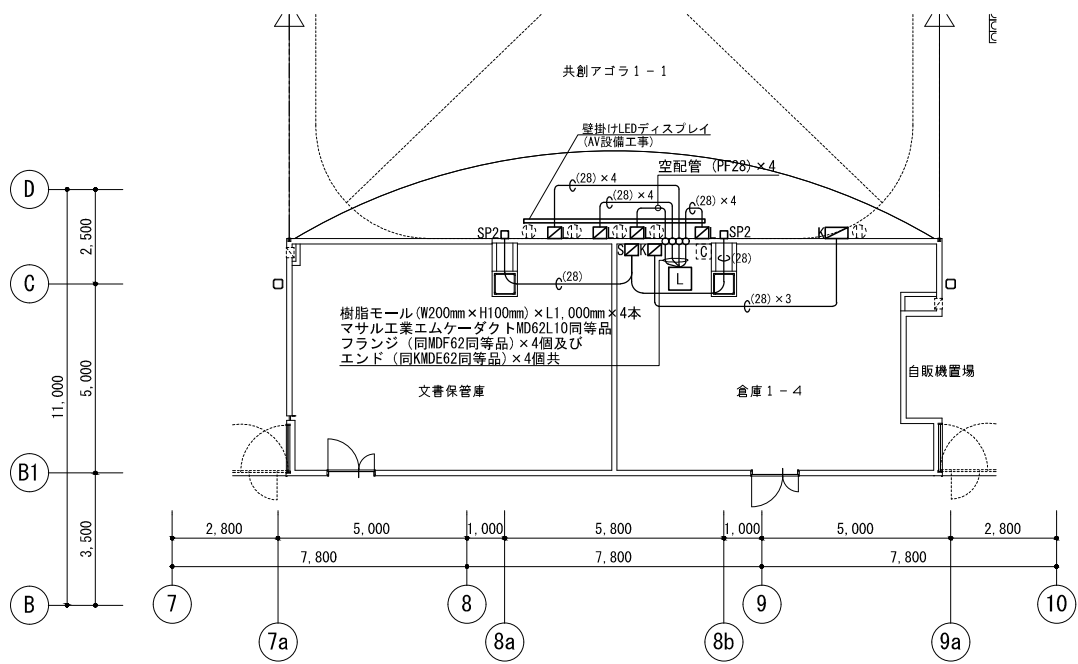 共創アゴラ1-1
壁掛けLEDディスプレイ
(AV設備工事)
空配管 (PF28)×4
(28)×4
(28)×4
(28)×4
SP2
SP2
K
S
K
C
(28)
L
(28)
(28)×3
樹脂モール(W200mm×H100mm)×L1,000mm×4本
マサル工業エムケーダクトMD62L10同等品
フランジ(同MDF62同等品)×4個及び
エンド(同KMDE62同等品)×4個共
文書保管庫
倉庫1-4
自販機置場
D
C
B1
B
2,500
5,000
3,500
11,000
2,800
5,000
1,000
5,800
1,000
5,000
2,800
7,800
7,800
7,800
7
7a
8
8a
8b
9
9a
10